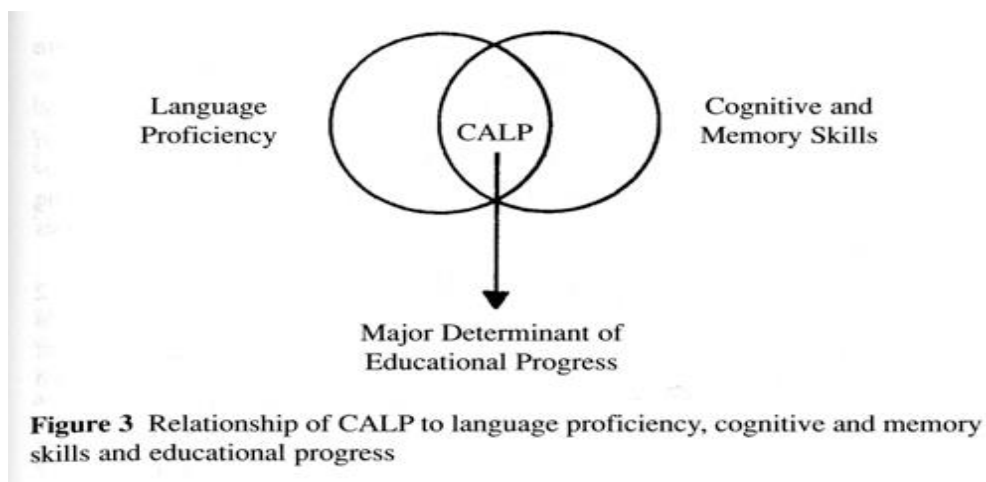 Language
Proficiency
CALP
Cognitive and
Memory Skills
Major Determinant of
Educational Progress
Figure 3 Relationship of CALP to language proficiency, cognitive and memory
skills and educational progress